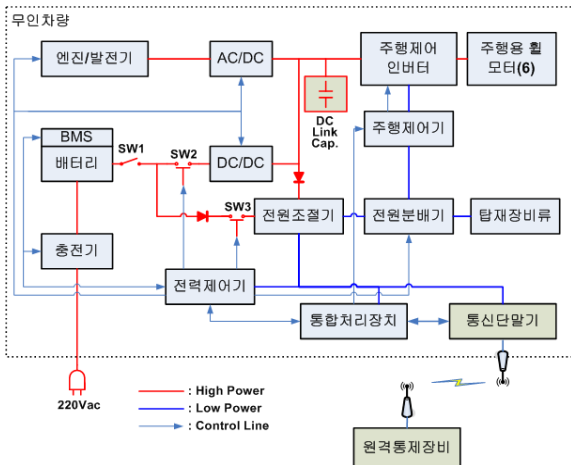 무인차량
엔진/발전기
AC/DC
주행제어
인버터
주행용 휠
모터(6)
DC
Link
Cap.
주행제어기
BMS
배터리
SW1
SW2
DC/DC
SW3
전원조절기
전원분배기
탑재장비류
충전기
전력제어기
통합처리장치
통신단말기
220Vac
: High Power
: Low Power
: Control Line
원격통제장비